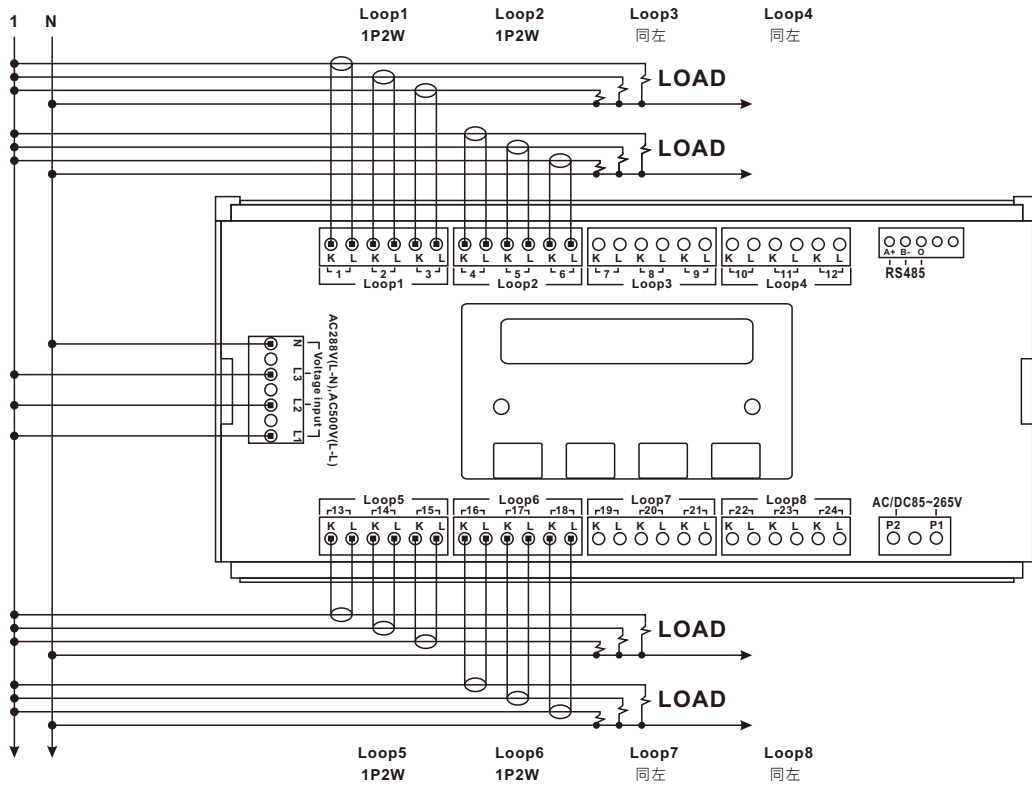 1 N
Loop1 Loop2 Loop3 Loop4
1P2W 1P2W 同左 同左
LOAD
LOAD
K L K L K L K L K L K L K L K L K L K L K L K L
1 2 3 4 5 6 7 8 9 10 11 12
Loop1 Loop2 Loop3 Loop4
A+ B- O
RS485
AC288V(L-N),AC500V(L-L)
Voltage input
N L3 L2 L1
Loop5 Loop6 Loop7 Loop8
13 14 15 16 17 18 19 20 21 22 23 24
K L K L K L K L K L K L K L K L K L K L K L K L
AC/DC85~265V
P2 P1
LOAD
LOAD
Loop5 Loop6 Loop7 Loop8
1P2W 1P2W 同左 同左